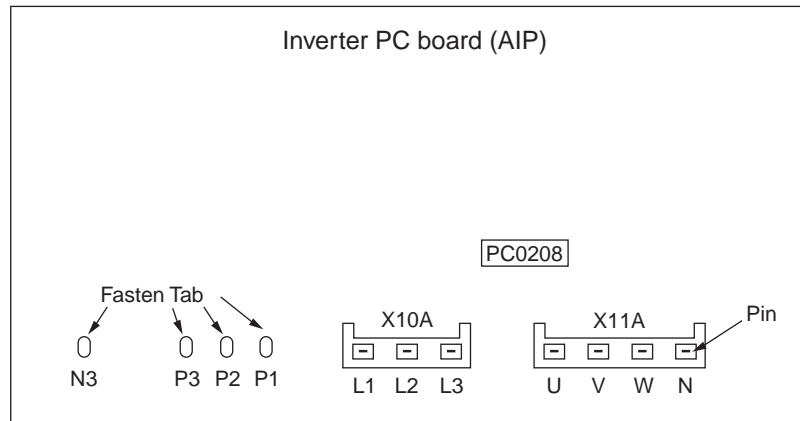 Inverter PC board (AIP)
PC0208
Fasten Tab
X10A
X11A
Pin
N3 P3 P2 P1 L1 L2 L3 U V W N